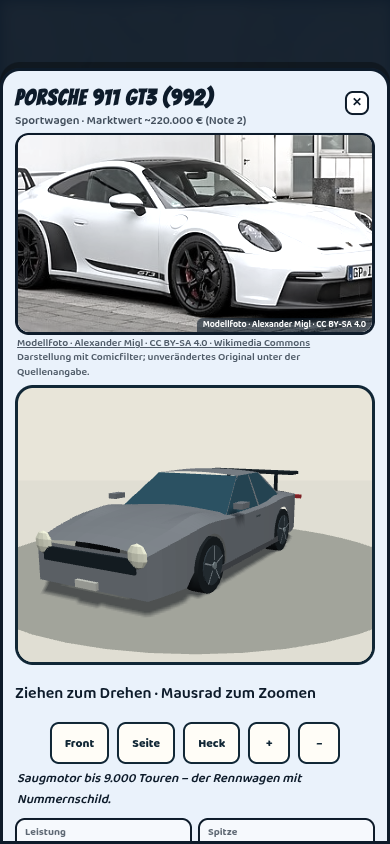 PORSCHE 911 GT3 (992)
×
Sportwagen · Marktwert ~220.000 € (Note 2)
GT3
Modellfoto · Alexander Migl · CC BY-SA 4.0
Modellfoto · Alexander Migl · CC BY-SA 4.0 · Wikimedia Commons
Darstellung mit Comicfilter; unverändertes Original unter der
Quellenangabe.
Ziehen zum Drehen · Mausrad zum Zoomen
Front
Seite
Heck
+
−
Saugmotor bis 9.000 Touren – der Rennwagen mit
Nummernschild.
Leistung
Spitze